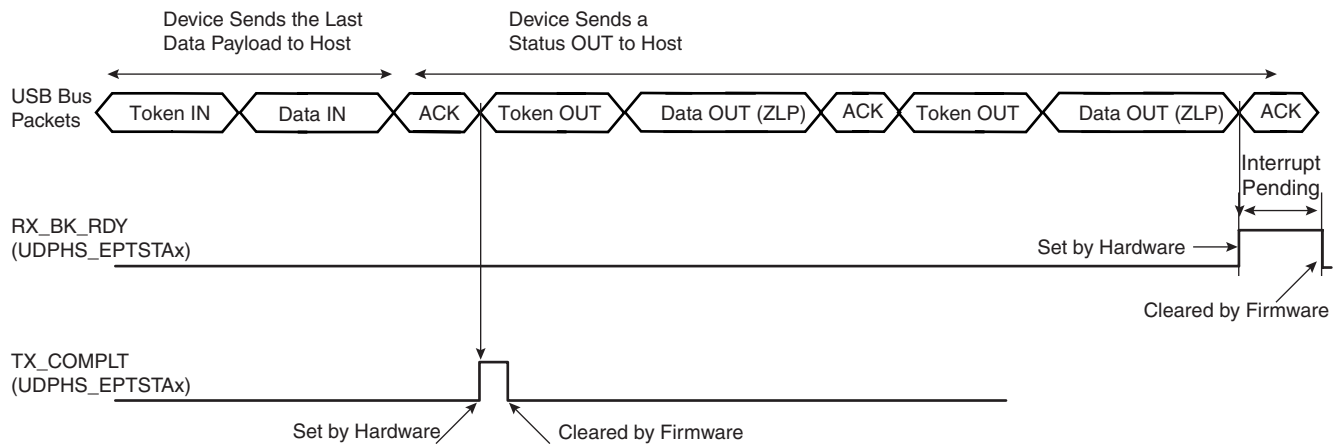 Device Sends the Last
Data Payload to Host
Device Sends a
Status OUT to Host
USB Bus
Packets
Token IN
Data IN
ACK
Token OUT
Data OUT (ZLP)
ACK
Token OUT
Data OUT (ZLP)
ACK
Interrupt
Pending
RX_BK_RDY
(UDPHS_EPTSTAx)
Set by Hardware
Cleared by Firmware
TX_COMPLT
(UDPHS_EPTSTAx)
Set by Hardware
Cleared by Firmware